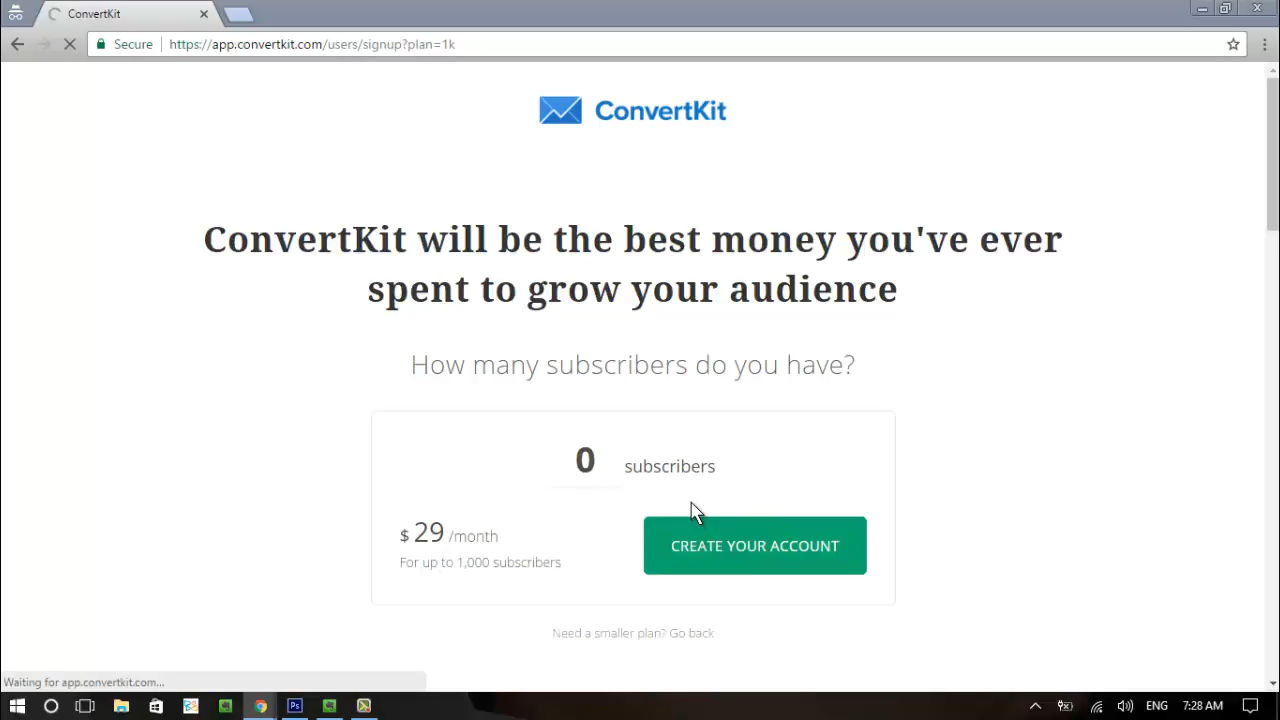 ConvertKit
Secure
https://app.convertkit.com/users/signup?plan=1k
ConvertKit
ConvertKit will be the best money you've ever
spent to grow your audience
How many subscribers do you have?
0 subscribers
$ 29 /month
For up to 1,000 subscribers
CREATE YOUR ACCOUNT
Need a smaller plan? Go back
Waiting for app.convertkit.com...
Ps
ENG
7:28 AM